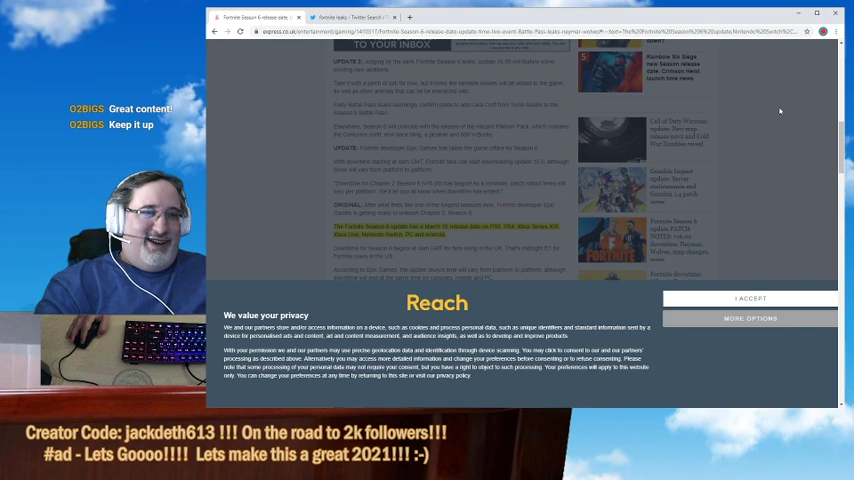 Fortnite Season 6 release date,
fortnite leaks - Twitter Search / T
express.co.uk/entertainment/gaming/1410317/Fortnite-Season-6-release-date-update-time-live-event-Battle-Pass-leaks-neymar-wolves#:~:text=The%20Fortnite%20Season%206%20update,Nintendo%20Switch%2C...
O2BIGS Great content!
O2BIGS Keep it up
TO YOUR INBOX
UPDATE 2: Judging by the early Fortnite Season 6 leaks, update 16.00 will feature some
exciting new additions.
Take it with a pinch of salt for now, but it looks like tamable wolves will be added to the game,
as well as other animals that can be interacted with.
Early Battle Pass leaks seemingly confirm plans to add Lara Croft from Tomb Raider to the
Season 6 Battle Pass.
Elsewhere, Season 6 will coincide with the release of the
the Centurion outfit, new back bling, a pickaxe and 600 V-Bucks.
UPDATE: Fortnite developer Epic Games has taken the game offline for Season 6.
With downtime starting at 4am GMT, Fortnite fans can start downloading update 16.0, although
times will vary from platform to platform.
"Downtime for Chapter 2 Season 6 (v16.00) has begun! As a reminder, patch rollout times will
vary per platform. We'll let you all know when downtime has ended."
ORIGINAL: After what feels like one of the longest seasons ever, Fortnite developer Epic
Games is getting ready to unleash Chapter 2, Season 6.
The Fortnite Season 6 update has a March 16 release date on PS5, PS4, Xbox Series X/S,
Xbox One, Nintendo Switch, PC and Android.
Downtime for Season 6 begins at 4am GMT for fans living in the UK. That's midnight ET for
Fortnite users in the US.
According to Epic Games, the update launch time will vary from platform to platform, although
downtime will end at the same time on consoles, mobile and PC.
5
Rainbow Six Siege
new Season release
date: Crimson Heist
launch time news
Call of Duty Warzone
update: New map
release news and Cold
War Zombies reveal
Genshin Impact
update: Server
maintenance and
Genshin 1.4 patch
notes
Fortnite Season 6
update PATCH
NOTES: v16.00
downtime, Neymar,
Wolves, map changes,
news
Fortnite downtime:
Reach
We value your privacy
We and our partners store and/or access information on a device, such as cookies and process personal data, such as unique identifiers and standard information sent by a
device for personalised ads and content, ad and content measurement, and audience insights, as well as to develop and improve products.
With your permission we and our partners may use precise geolocation data and identification through device scanning. You may click to consent to our and our partners'
processing as described above. Alternatively you may access more detailed information and change your preferences before consenting or to refuse consenting. Please
note that some processing of your personal data may not require your consent, but you have a right to object to such processing. Your preferences will apply to this website
only. You can change your preferences at any time by returning to this site or visit our privacy policy.
I ACCEPT
MORE OPTIONS
Creator Code: jackdeth613 !!! On the road to 2k followers!!!
#ad - Lets Goooo!!!! Lets make this a great 2021!!! :-)